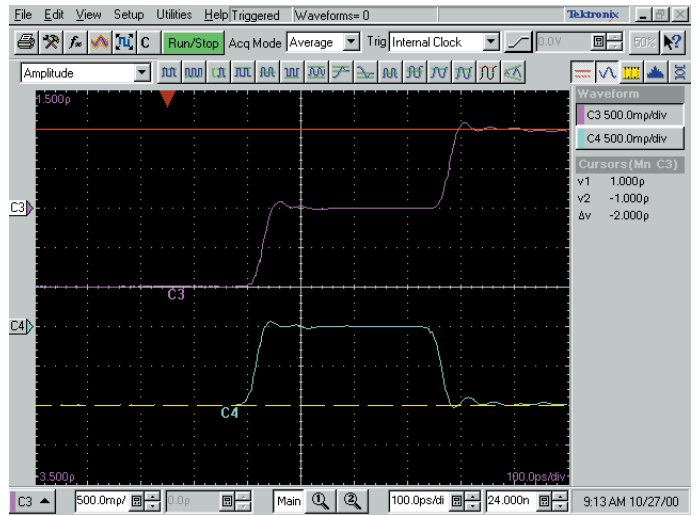 File Edit View Setup Utilities Help Triggered Waveforms= 0 Tektronix
C Run/Stop Acq Mode Average Trig Internal Clock 0.0V 50%
Amplitude
1.500ρ
C3
C3
C4
C4
-3.500ρ
100.0ps/div
Waveform
C3 500.0mρ/div
C4 500.0mρ/div
Cursors(Mn C3)
v1 1.000ρ
v2 -1.000ρ
Δv -2.000ρ
C3 500.0mρ/ 0.0ρ Main 1 2 100.0ps/di 24.000n 9:13 AM 10/27/00